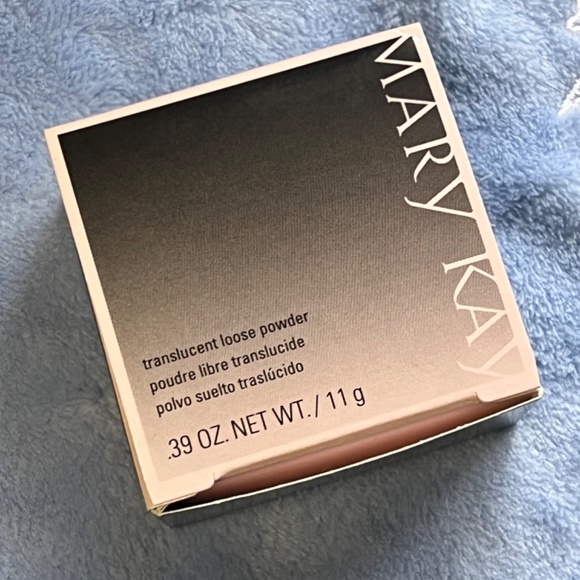 MARY KAY
translucent loose powder
poudre libre translucide
polvo suelto traslúcido
.39 OZ. NET WT. / 11 g